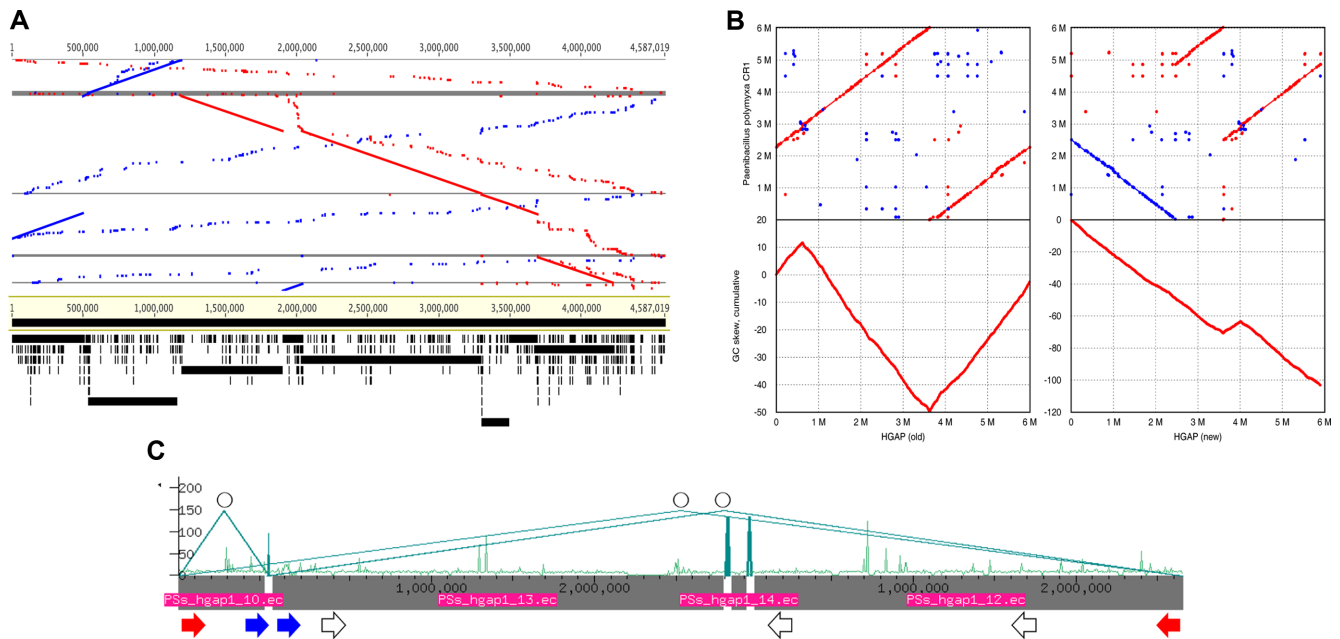 A
1 500,000 1,000,000 1,500,000 2,000,000 2,500,000 3,000,000 3,500,000 4,000,000 4,587,019
1 500,000 1,000,000 1,500,000 2,000,000 2,500,000 3,000,000 3,500,000 4,000,000 4,587,019
B
Paenibacillus polymyxa CR1
6 M
5 M
4 M
3 M
2 M
1 M
20
GC skew, cumulative
10
0
-10
-20
-30
-40
-50
0 1 M 2 M 3 M 4 M 5 M 6 M
HGAP (old)
6 M
5 M
4 M
3 M
2 M
1 M
0
-20
-40
-60
-80
-100
-120
0 1 M 2 M 3 M 4 M 5 M 6 M
HGAP (new)
C
200
150
100
50
0
1,000,000 2,000,000 1,000,000 2,000,000
PSs_hgap1_10.ec PSs_hgap1_13.ec PSs_hgap1_14.ec PSs_hgap1_12.ec